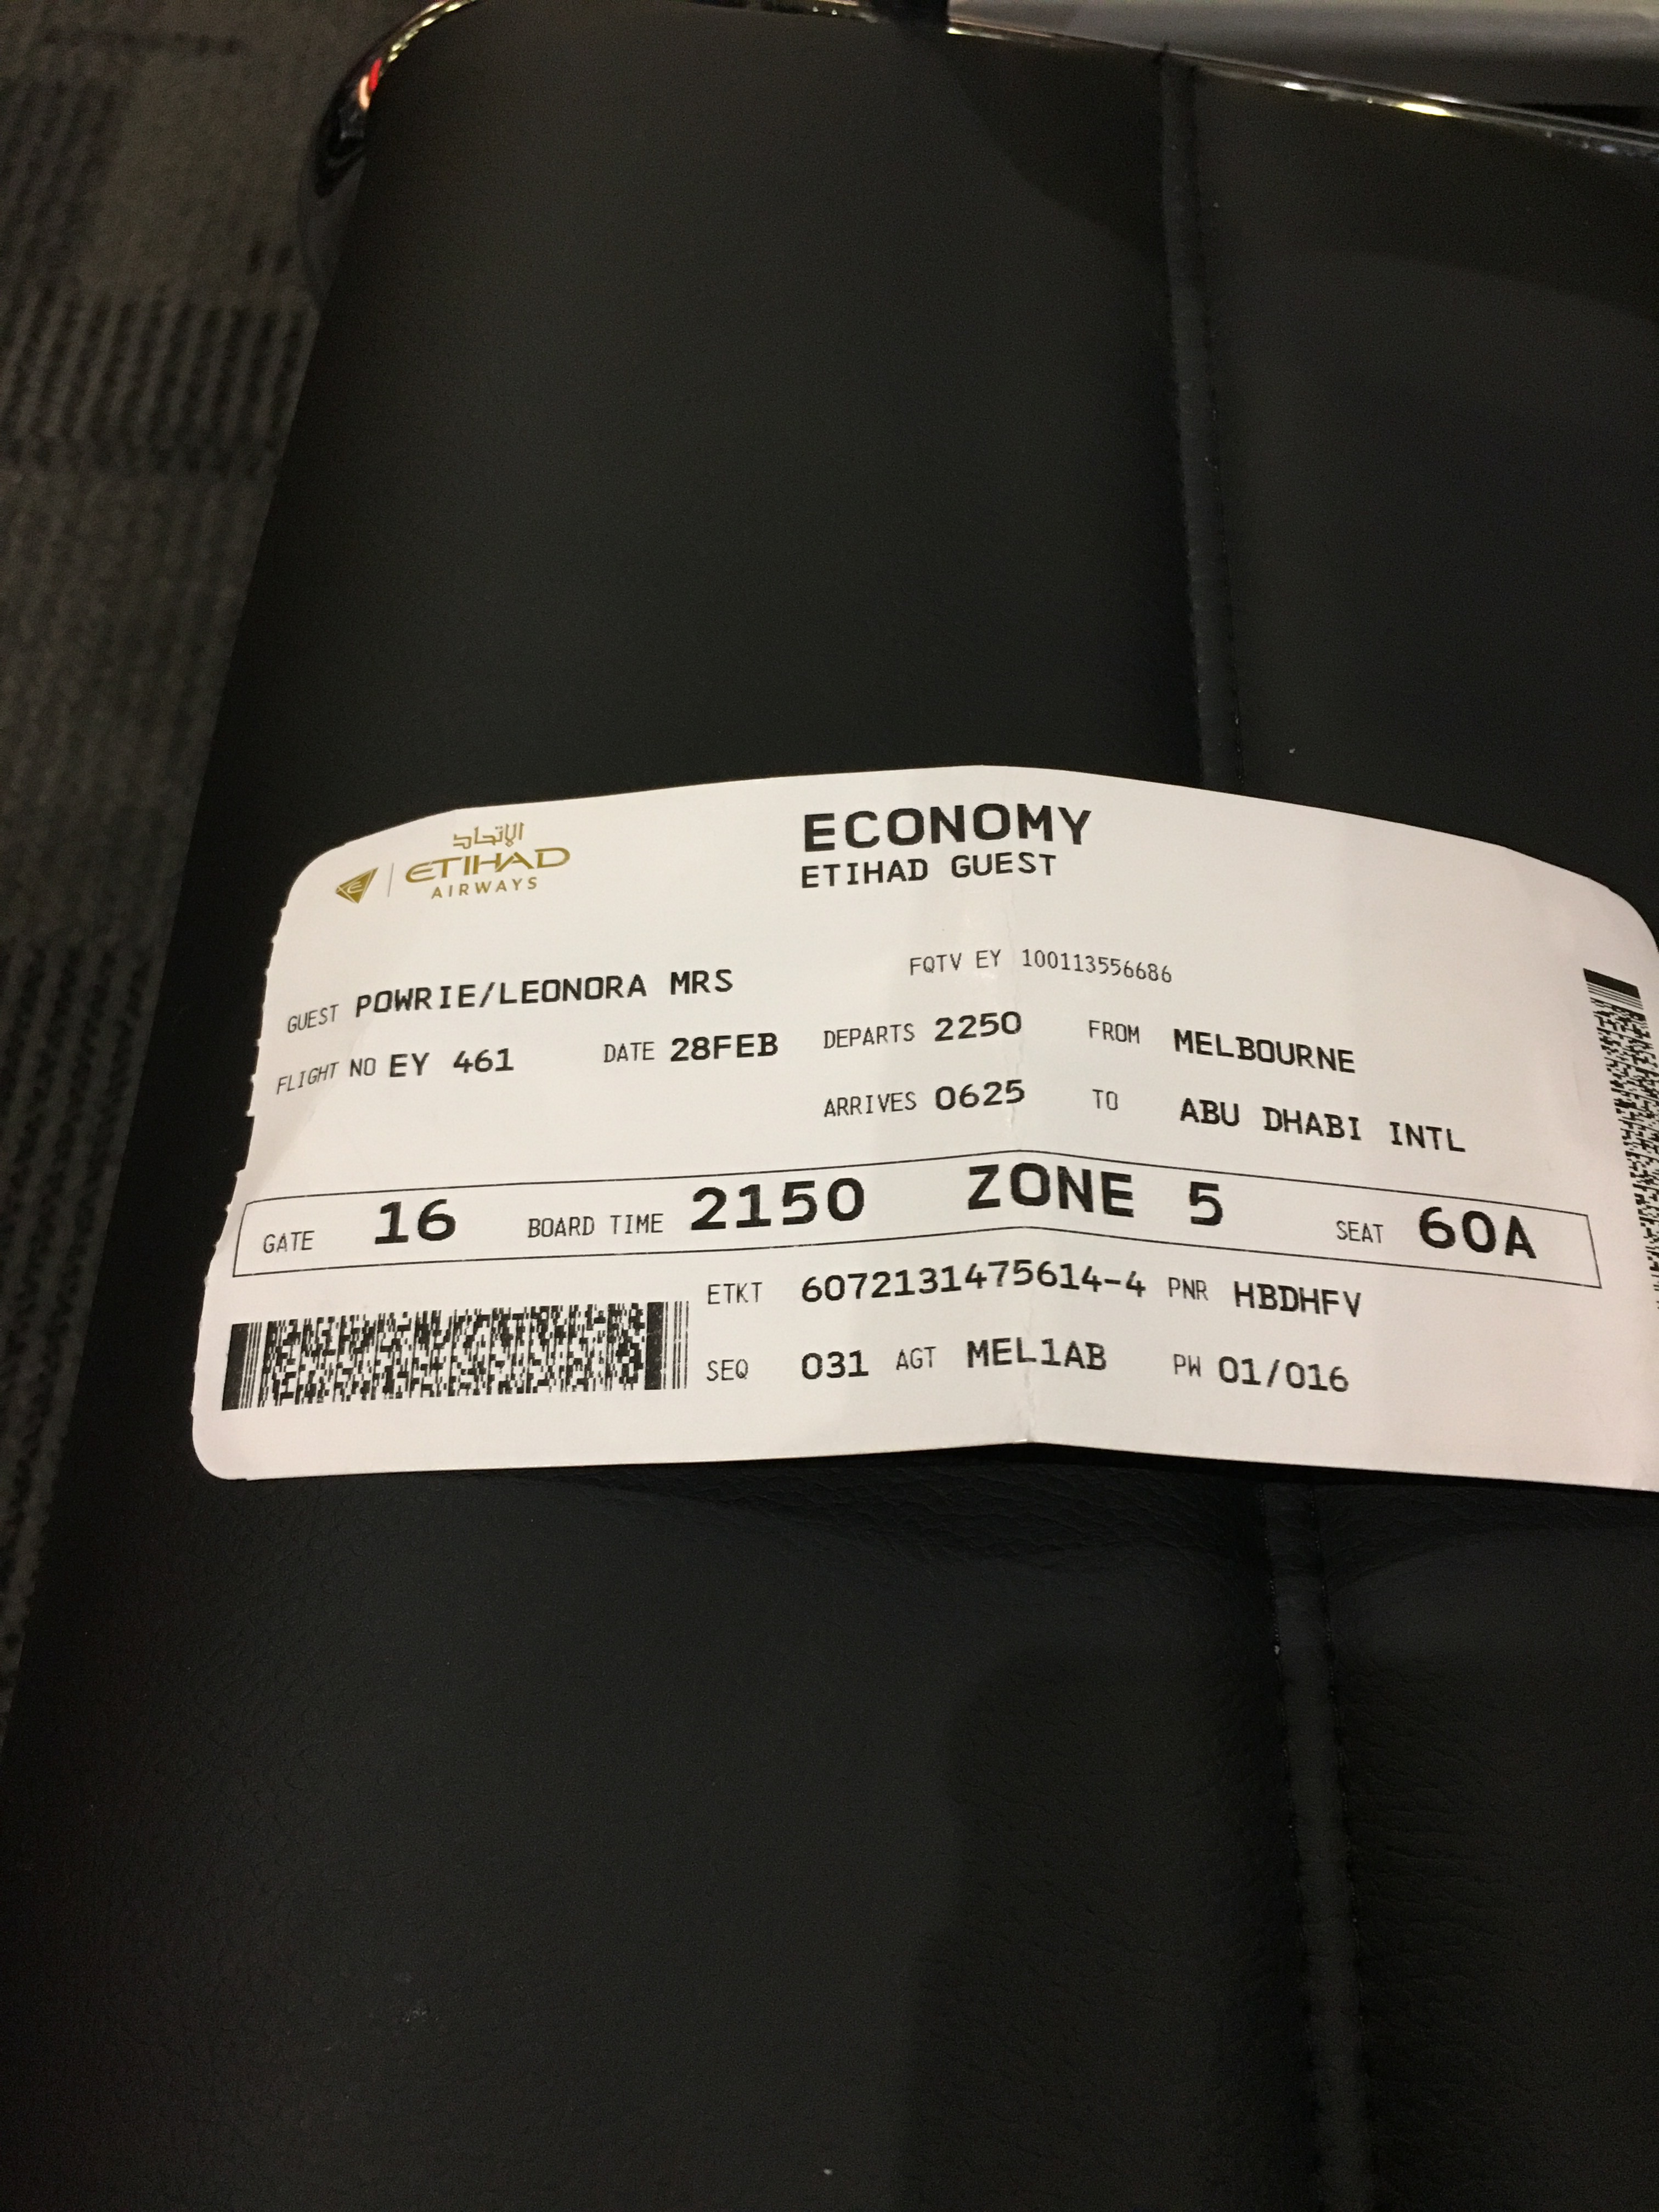 الإتحاد
ETIHAD
AIRWAYS
ECONOMY
ETIHAD GUEST
FQTV EY 100113556686
GUEST POWRIE/LEONORA MRS
FLIGHT NO EY 461 DATE 28FEB DEPARTS 2250 FROM MELBOURNE
ARRIVES 0625 TO ABU DHABI INTL
GATE 16 BOARD TIME 2150 ZONE 5 SEAT 60A
ETKT 6072131475614-4 PNR HBDHFV
SEQ 031 AGT MEL1AB PW 01/016